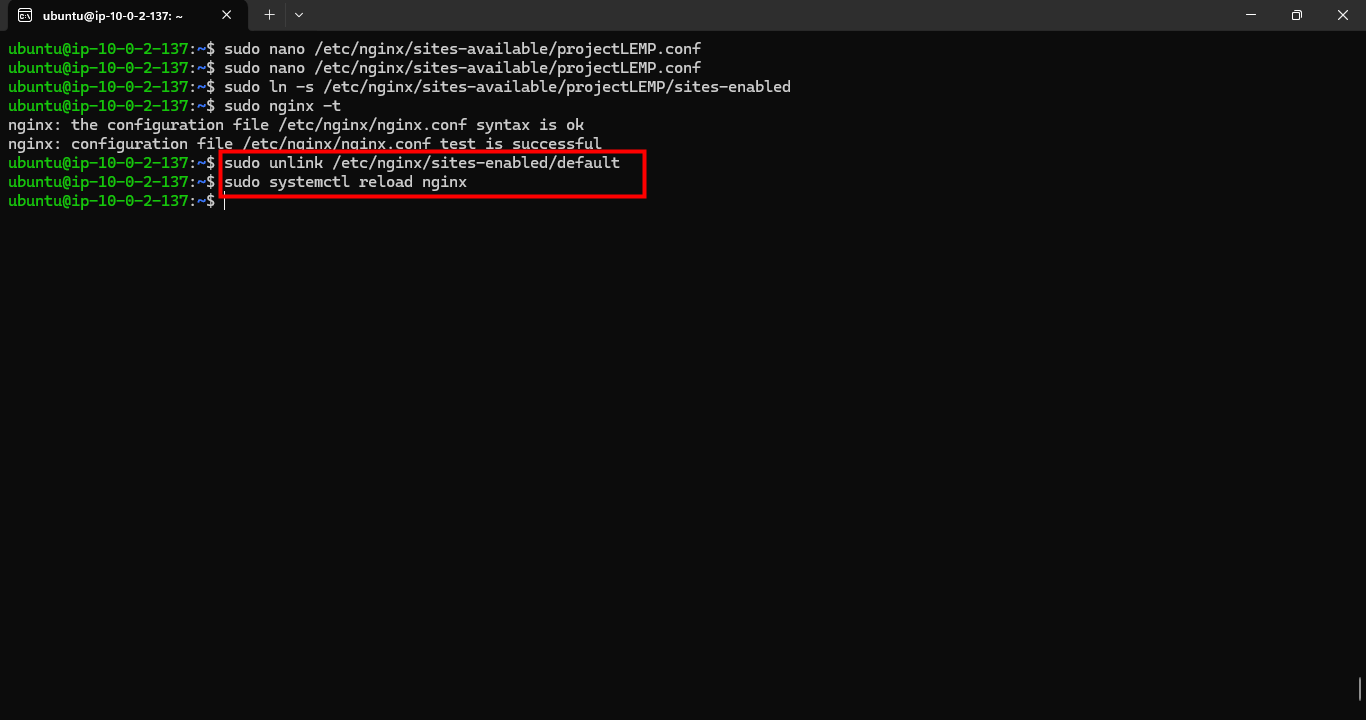 ubuntu@ip-10-0-2-137: ~
ubuntu@ip-10-0-2-137:~$ sudo nano /etc/nginx/sites-available/projectLEMP.conf
ubuntu@ip-10-0-2-137:~$ sudo nano /etc/nginx/sites-available/projectLEMP.conf
ubuntu@ip-10-0-2-137:~$ sudo ln -s /etc/nginx/sites-available/projectLEMP/sites-enabled
ubuntu@ip-10-0-2-137:~$ sudo nginx -t
nginx: the configuration file /etc/nginx/nginx.conf syntax is ok
nginx: configuration file /etc/nginx/nginx.conf test is successful
ubuntu@ip-10-0-2-137:~$ sudo unlink /etc/nginx/sites-enabled/default
ubuntu@ip-10-0-2-137:~$ sudo systemctl reload nginx
ubuntu@ip-10-0-2-137:~$